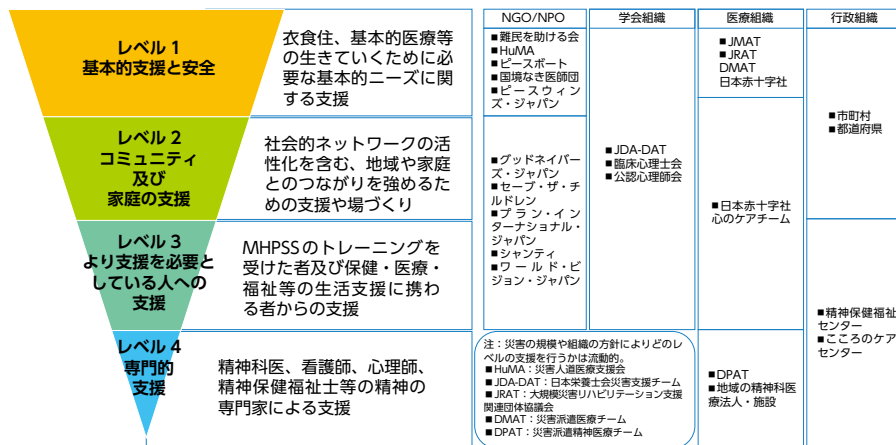 NGO/NPO
学会組織
医療組織
行政組織
レベル 1
基本的支援と安全
衣食住、基本的医療等
の生きていくために必
要な基本的ニーズに関
する支援
■難民を助ける会
■HuMA
■ピースボート
■国境なき医師団
■ピースウィン
ズ・ジャパン
■JMAT
■JRAT
DMAT
日本赤十字社
レベル 2
コミュニティ
及び
家庭の支援
社会的ネットワークの活
性化を含む、地域や家庭
とのつながりを強めるた
めの支援や場づくり
レベル 3
より支援を必要と
している人への
支援
MHPSSのトレーニングを
受けた者及び保健・医療・
福祉等の生活支援に携わ
る者からの支援
■グッドネイバー
ズ・ジャパン
■セーブ・ザ・チ
ルドレン
■プラン・イン
ターナショナル・
ジャパン
■シャンティ
■ワールド・ビ
ジョン・ジャパン
■JDA-DAT
■臨床心理士会
■公認心理師会
■日本赤十字社
心のケアチーム
■市町村
■都道府県
レベル 4
専門的
支援
精神科医、看護師、心理師、
精神保健福祉士等の精神の
専門家による支援
注：災害の規模や組織の方針によりどのレ
ベルの支援を行うかは流動的。
■HuMA：災害人道医療支援会
■JDA-DAT：日本栄養士会災害支援チーム
■JRAT：大規模災害リハビリテーション支援
関連団体協議会
■DMAT：災害派遣医療チーム
■DPAT：災害派遣精神医療チーム
■DPAT
■地域の精神科医
療法人・施設
■精神保健福祉
センター
■こころのケア
センター